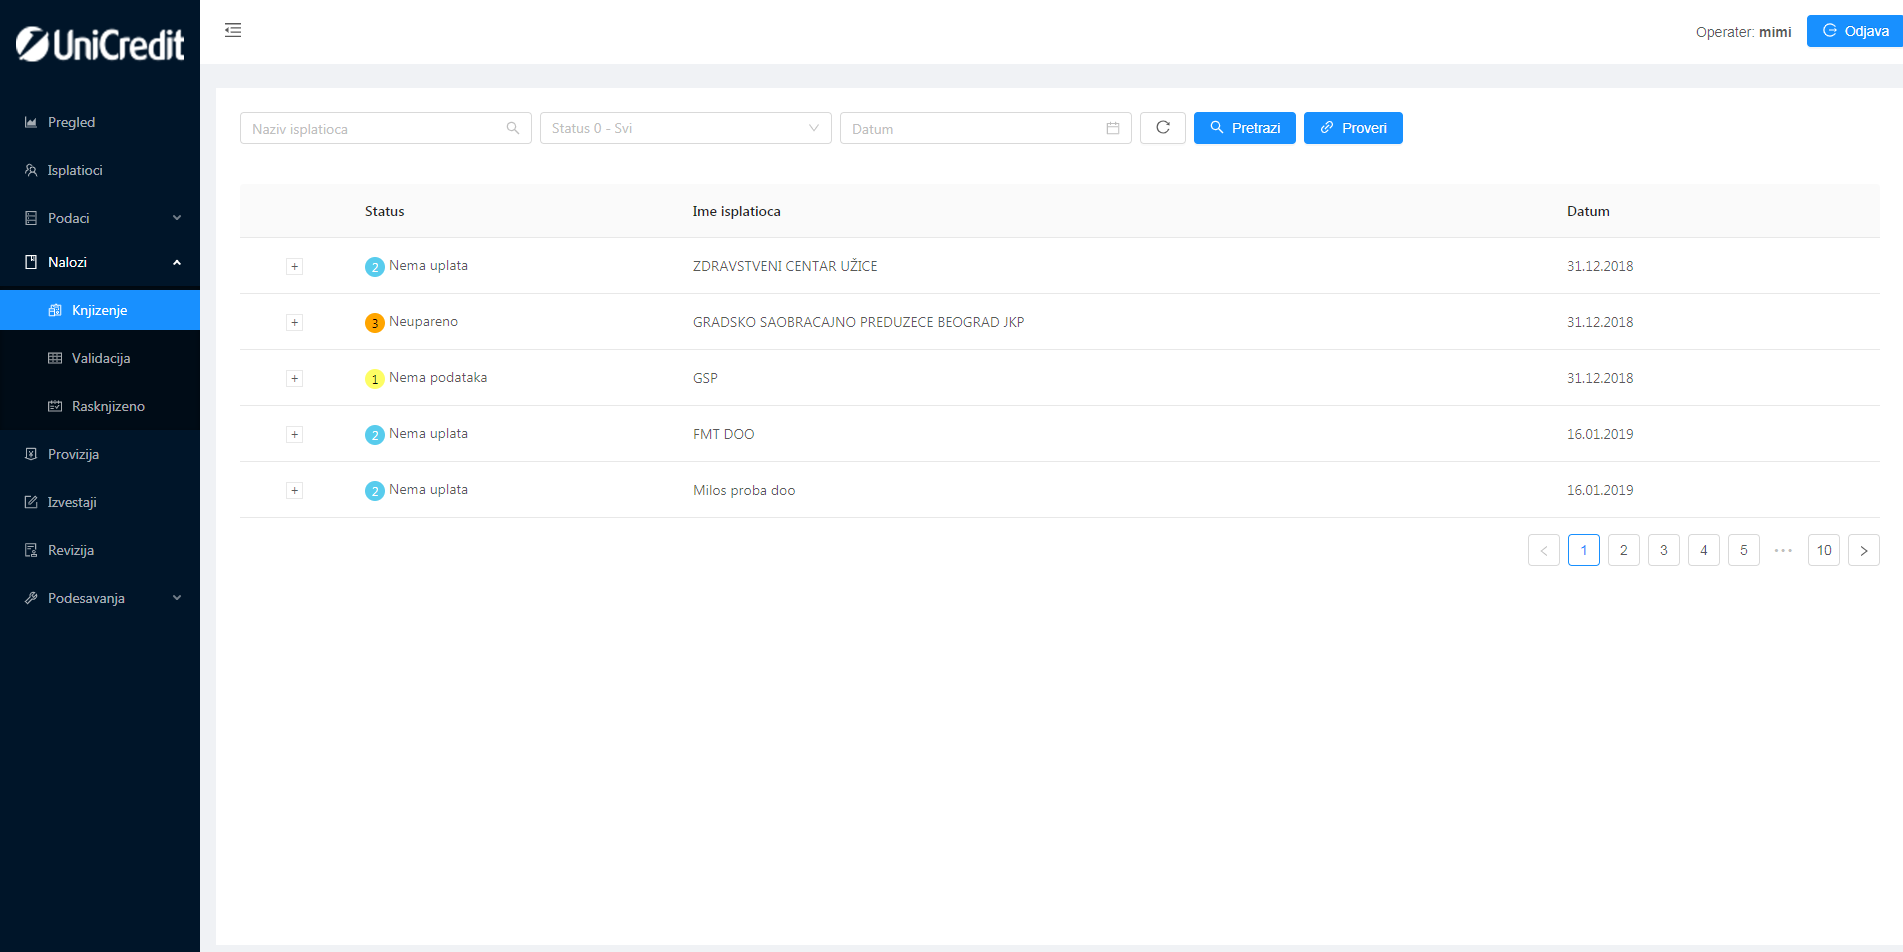 UniCredit
Operater: mimi
Odjava
Pregled
Isplatioci
Podaci
Nalozi
Knjizenje
Validacija
Rasknjizeno
Provizija
Izvestaji
Revizija
Podesavanja
Naziv isplatioca
Status 0 - Svi
Datum
Pretrazi
Proveri
Status Ime isplatioca Datum
+ 2 Nema uplata ZDRAVSTVENI CENTAR UŽICE 31.12.2018
+ 3 Neupareno GRADSKO SAOBRACAJNO PREDUZECE BEOGRAD JKP 31.12.2018
+ 1 Nema podataka GSP 31.12.2018
+ 2 Nema uplata FMT DOO 16.01.2019
+ 2 Nema uplata Milos proba doo 16.01.2019
< 1 2 3 4 5 ••• 10 >